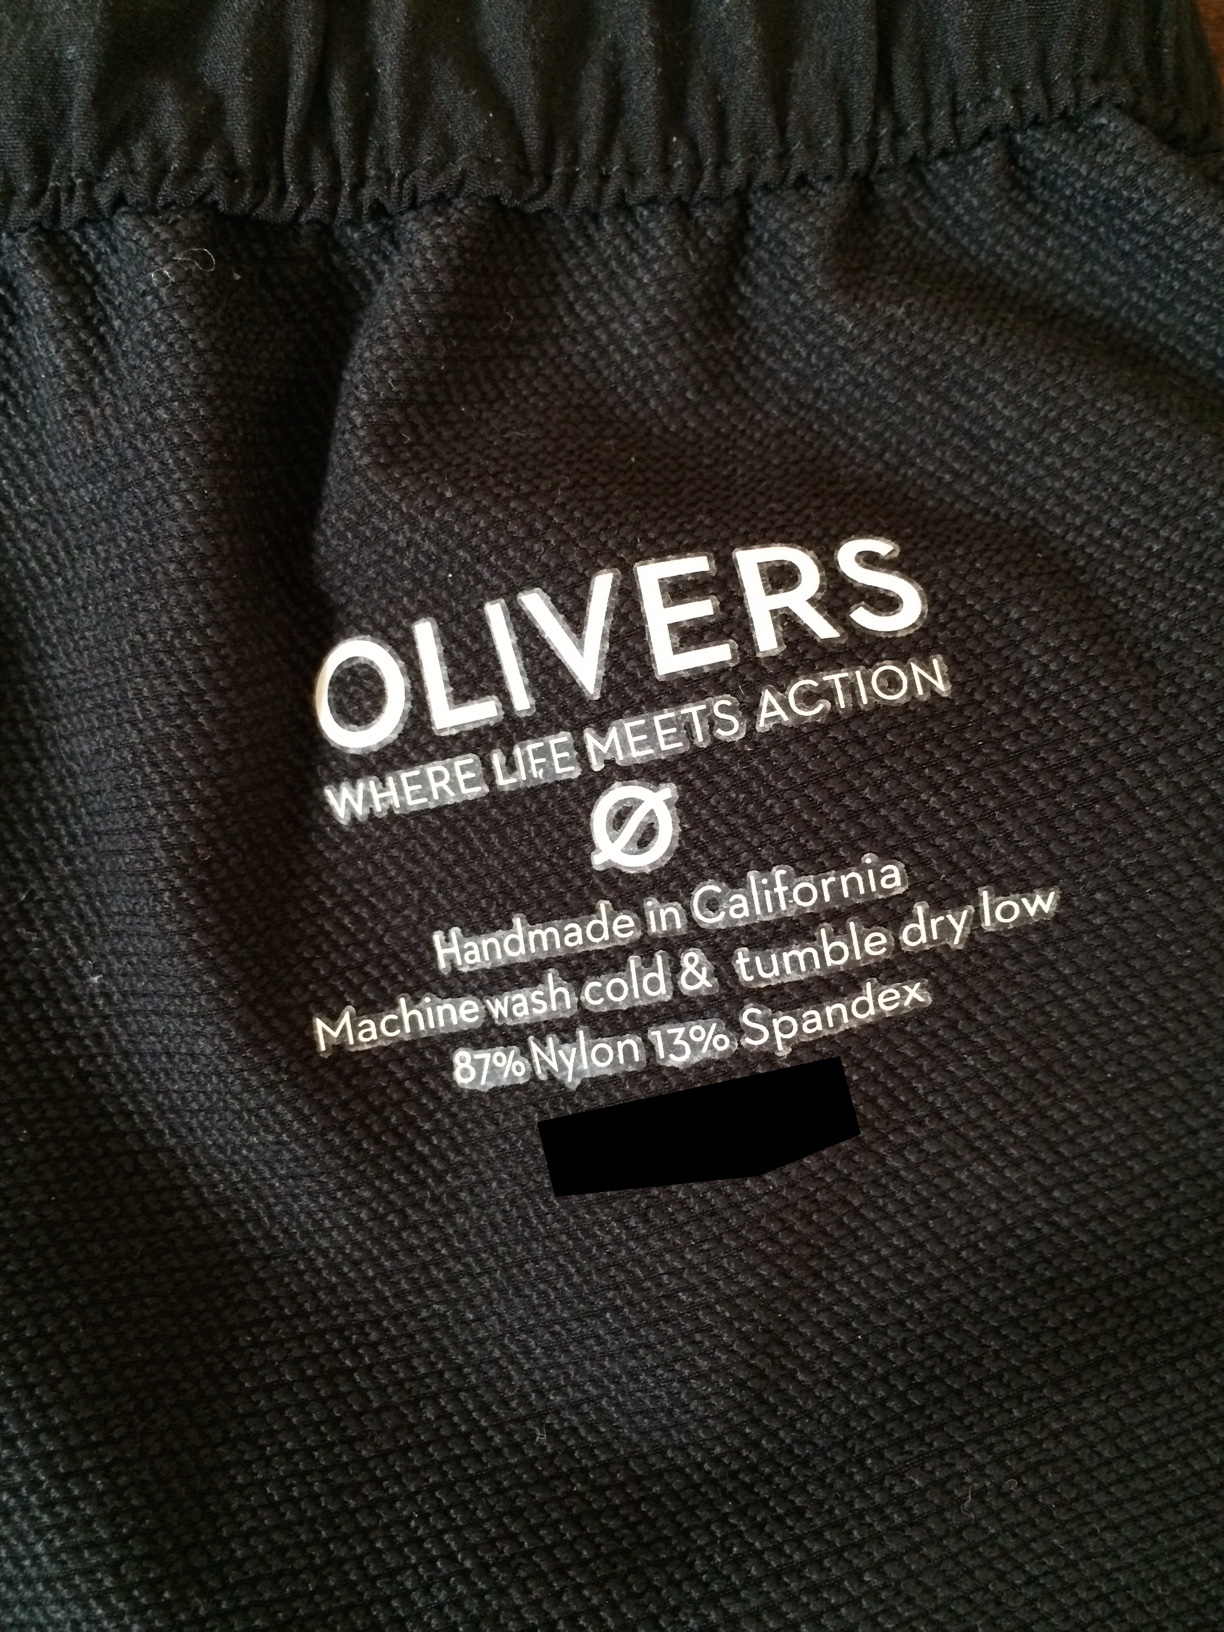 OLIVERS
WHERE LIFE MEETS ACTION
Ø
Handmade in California
Machine wash cold & tumble dry low
87% Nylon 13% Spandex